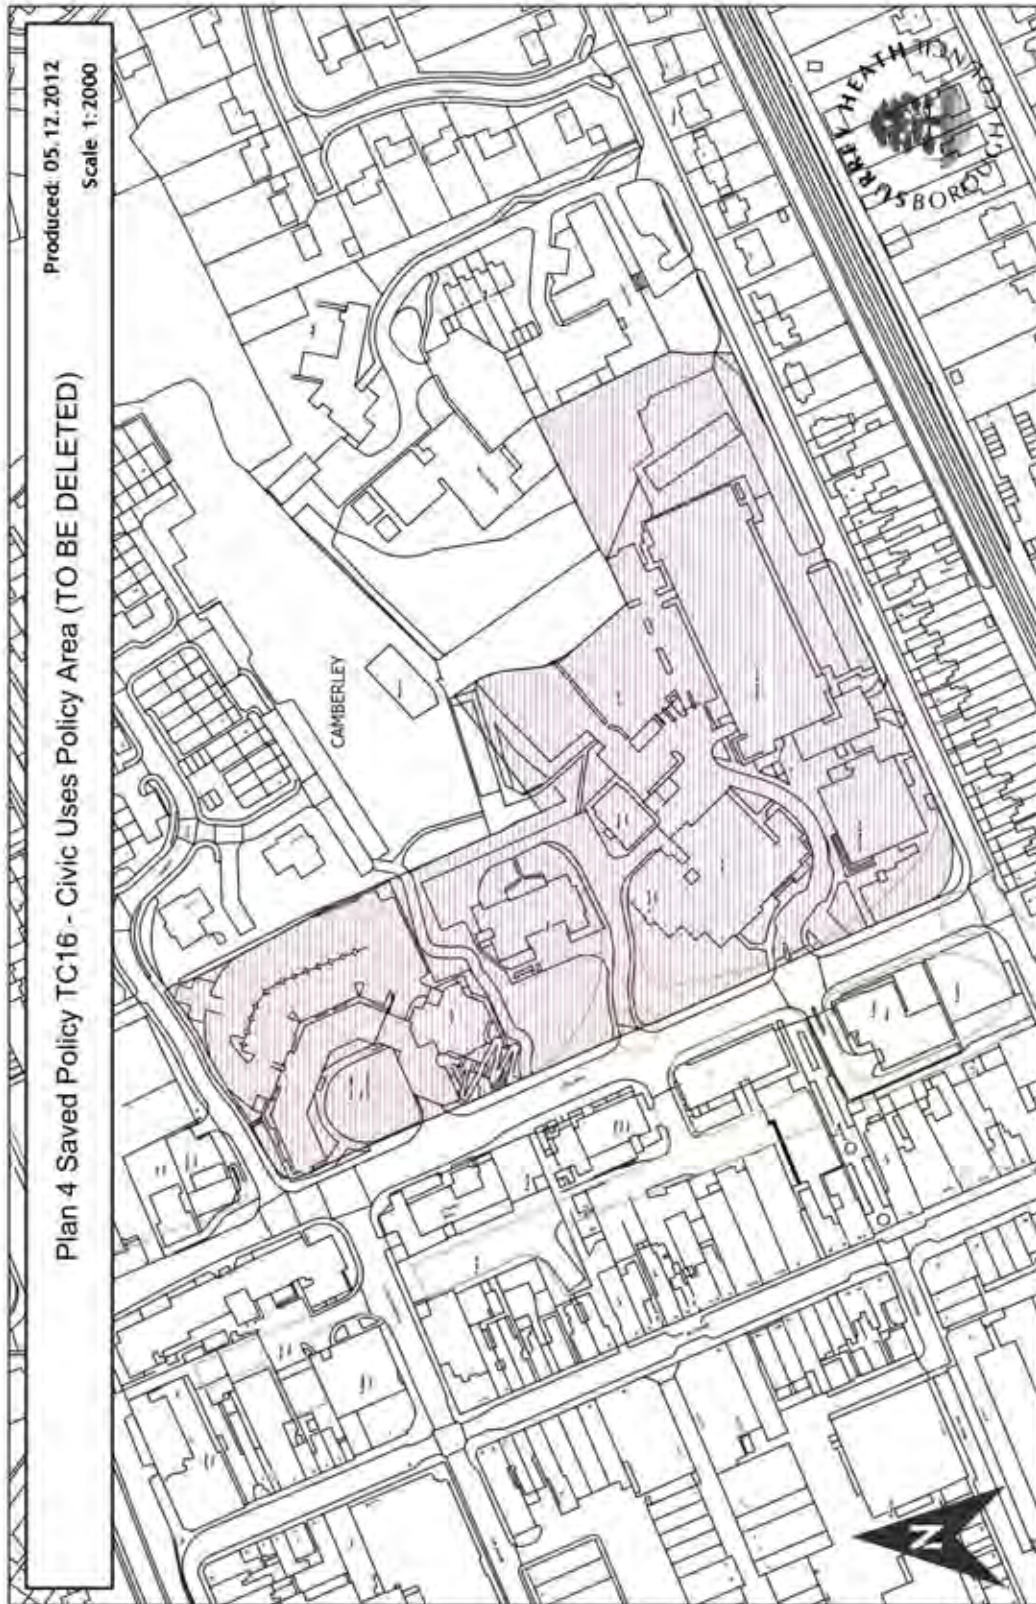 Plan 4 Saved Policy TC16 - Civic Uses Policy Area (TO BE DELETED)
Produced: 05.12.2012
Scale 1:2000
CAMBERLEY
SURREY HEATH
BOROUGH COUNCIL
N